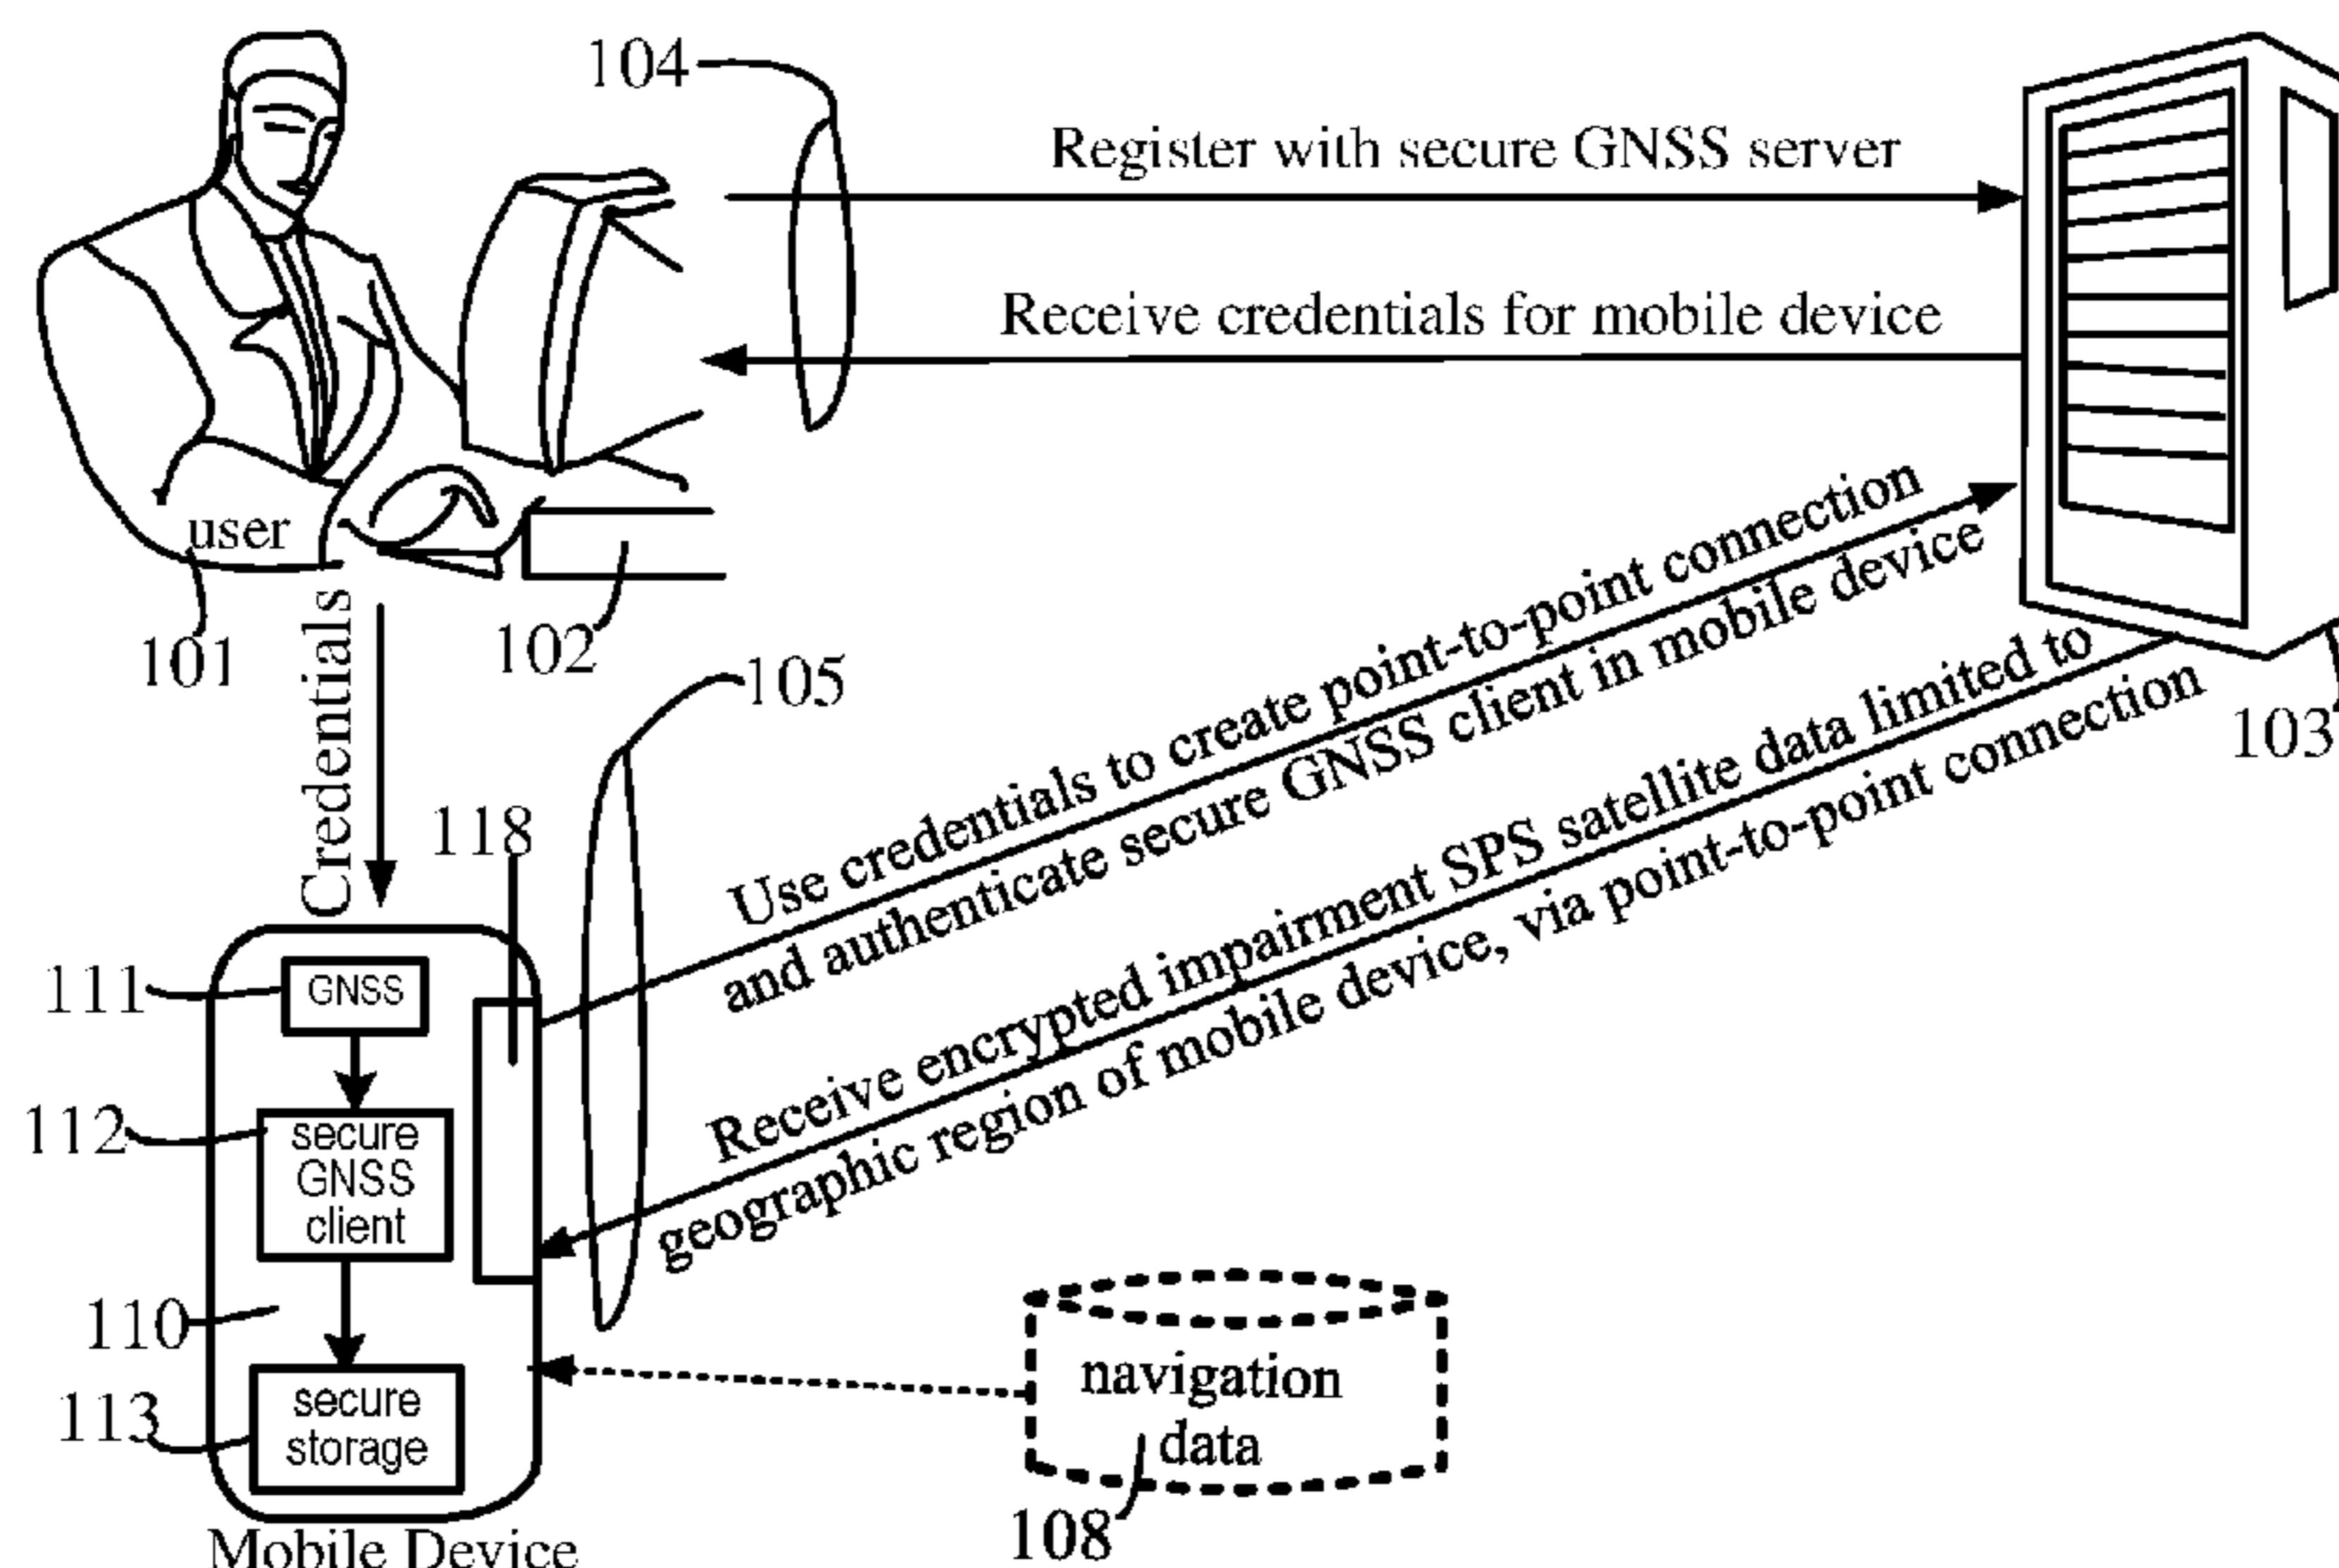 104
Register with secure GNSS server
Receive credentials for mobile device
user
101
102
Credentials
103
105
Use credentials to create point-to-point connection
and authenticate secure GNSS client in mobile device
Receive encrypted impairment SPS satellite data limited to
geographic region of mobile device, via point-to-point connection
118
111
GNSS
112
secure
GNSS
client
110
113
secure
storage
navigation
data
108
Mobile Device